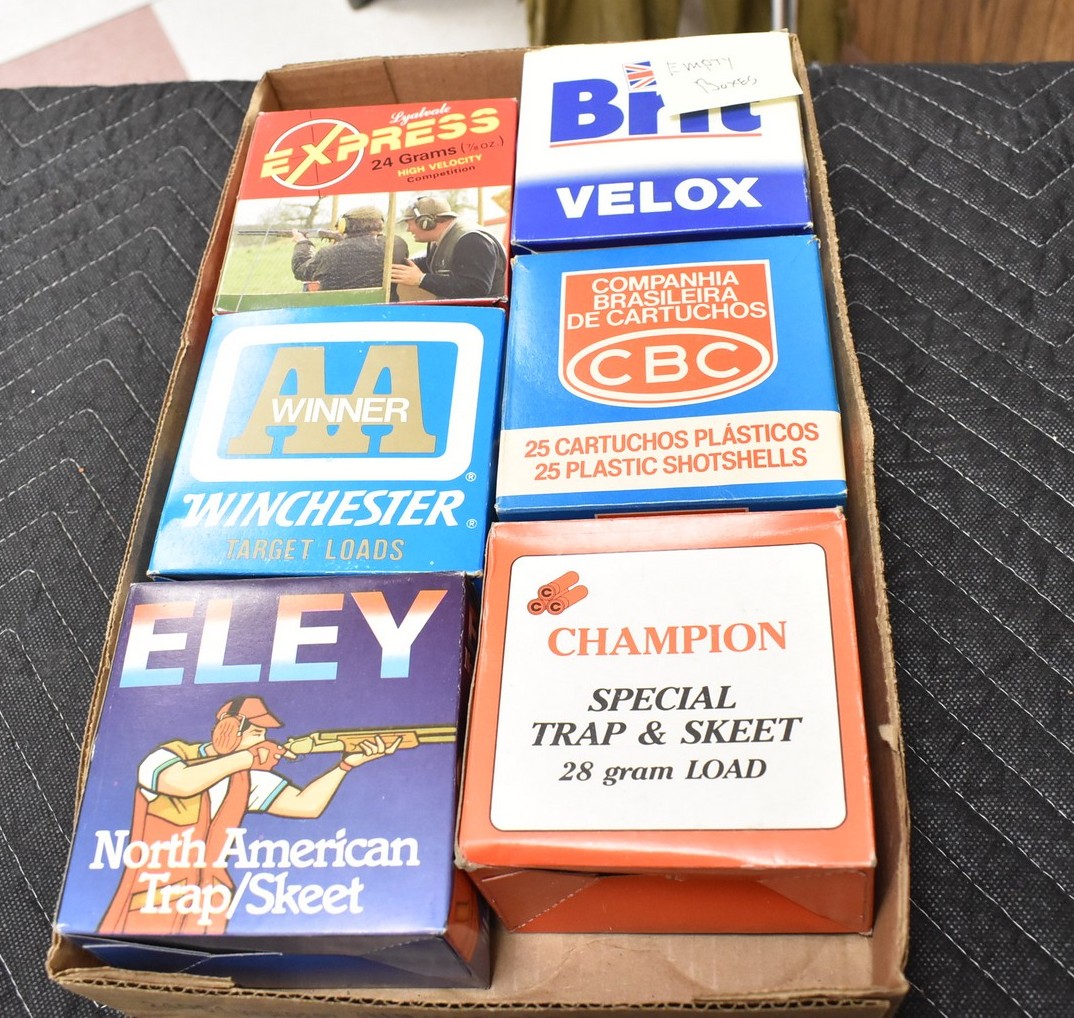 Lyalvale
EXPRESS
24 Grams (7/8 OZ.)
HIGH VELOCITY
Competition
Empty
Boxes
Brit
VELOX
AA
WINNER
WINCHESTER®
TARGET LOADS
COMPANHIA
BRASILEIRA
DE CARTUCHOS
CBC
25 CARTUCHOS PLÁSTICOS
25 PLASTIC SHOTSHELLS
ELEY
North American
Trap/Skeet
C C C
CHAMPION
SPECIAL
TRAP & SKEET
28 gram LOAD